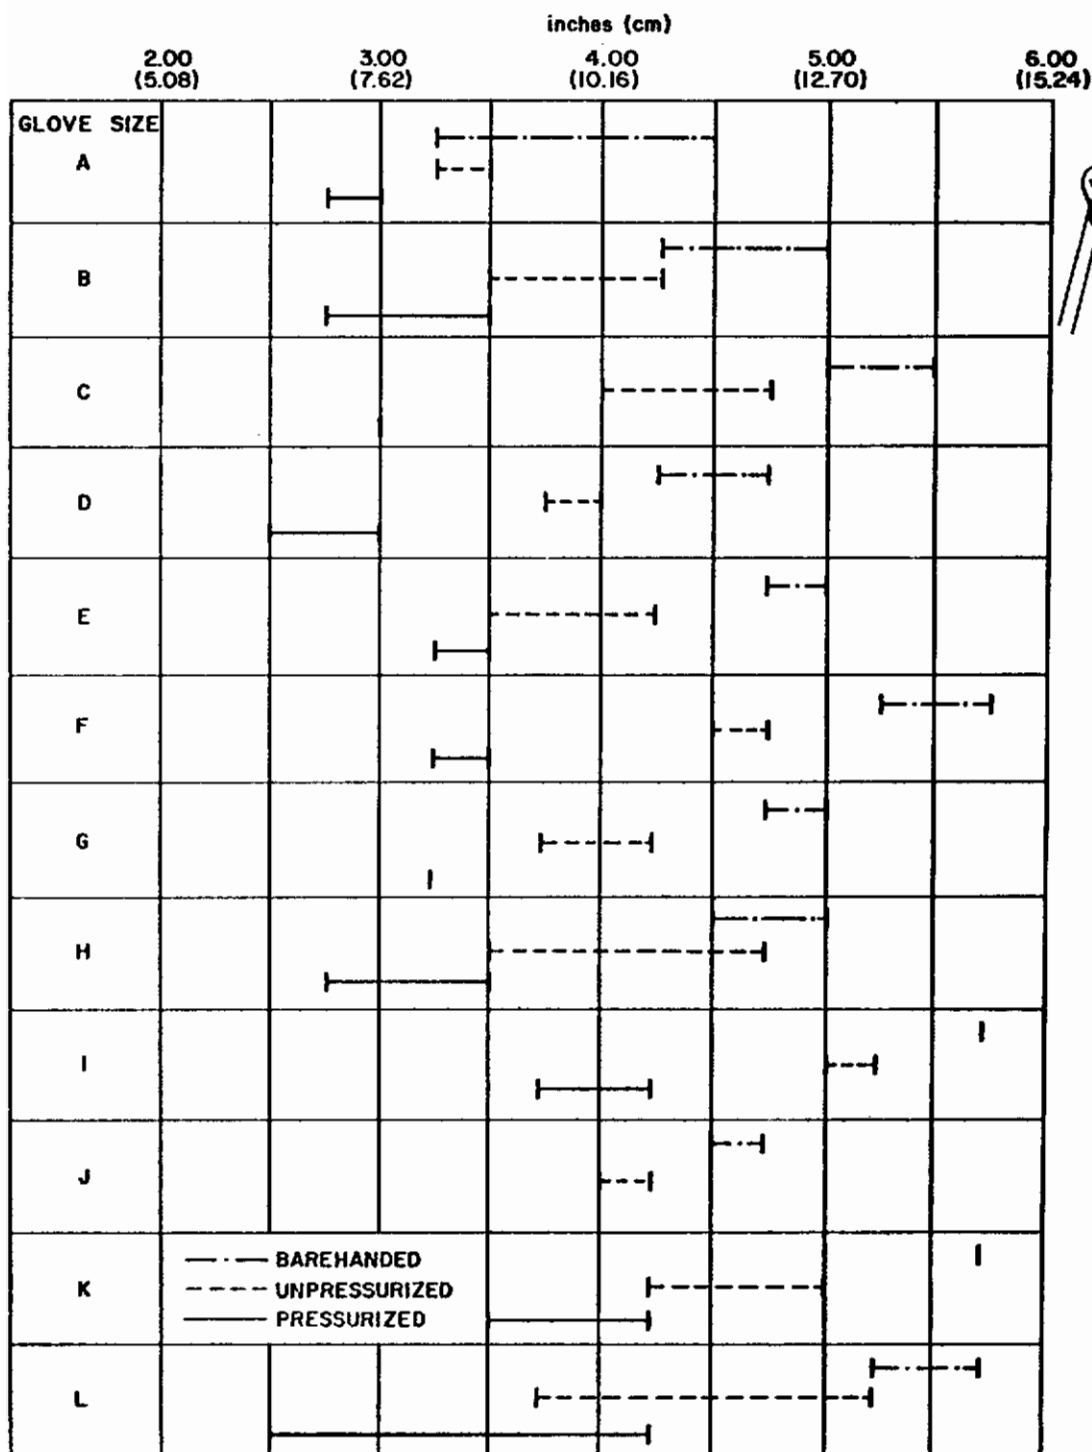 inches (cm)
2.00 3.00 4.00 5.00 6.00
(5.08) (7.62) (10.16) (12.70) (15.24)
GLOVE SIZE
A
B
C
D
E
F
G
H
I
J
K
BAREHANDED
UNPRESSURIZED
PRESSURIZED
L